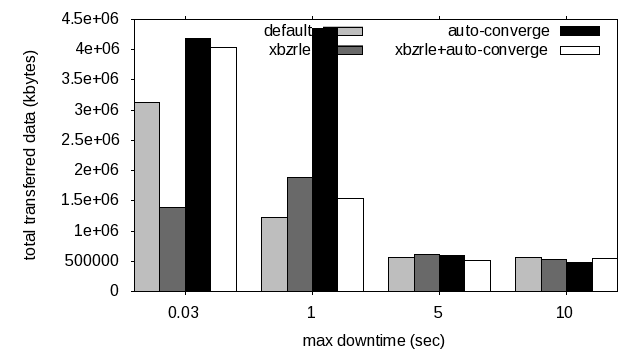 4.5e+06
4e+06
3.5e+06
3e+06
2.5e+06
2e+06
1.5e+06
1e+06
500000
0
total transferred data (kbytes)
default
xbzrle
auto-converge
xbzrle+auto-converge
0.03 1 5 10
max downtime (sec)